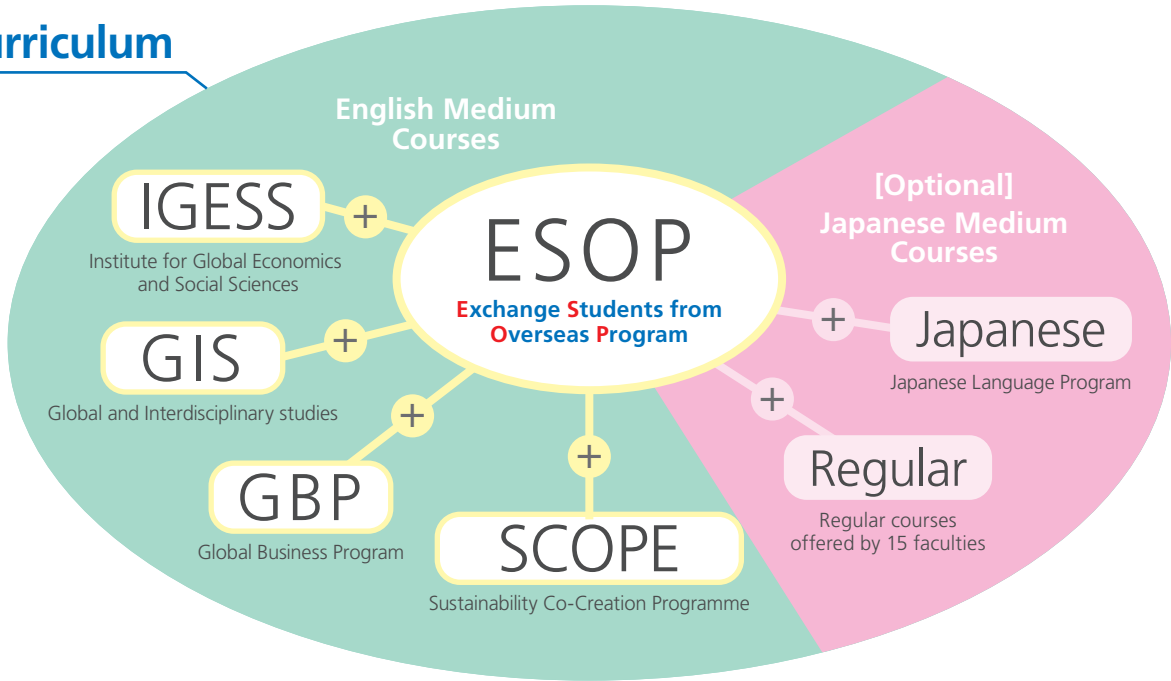 urriculum
English Medium
Courses
IGESS
Institute for Global Economics
and Social Sciences
GIS
Global and Interdisciplinary studies
GBP
Global Business Program
SCOPE
Sustainability Co-Creation Programme
ESOP
Exchange Students from
Overseas Program
[Optional]
Japanese Medium
Courses
Japanese
Japanese Language Program
Regular
Regular courses
offered by 15 faculties
+
+
+
+
+
+